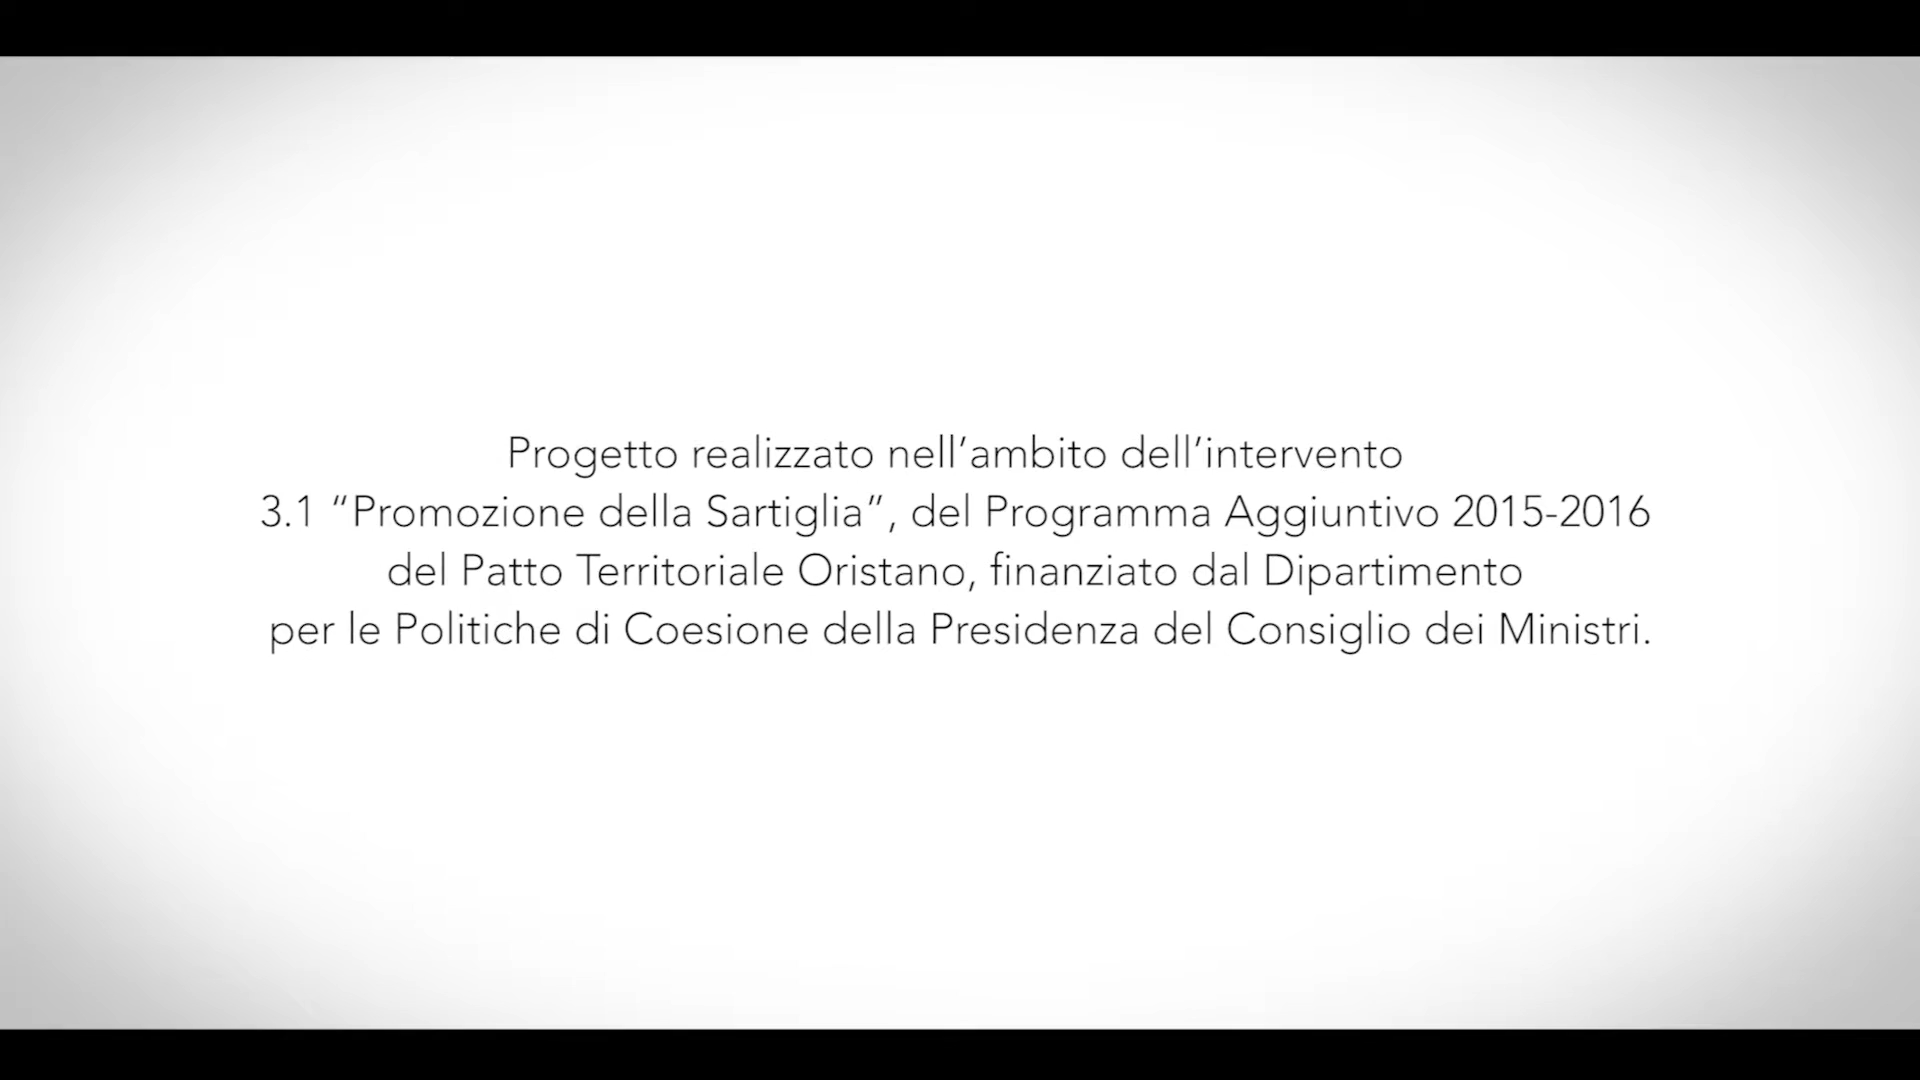 Progetto realizzato nell’ambito dell’intervento
3.1 “Promozione della Sartiglia”, del Programma Aggiuntivo 2015-2016
del Patto Territoriale Oristano, finanziato dal Dipartimento
per le Politiche di Coesione della Presidenza del Consiglio dei Ministri.